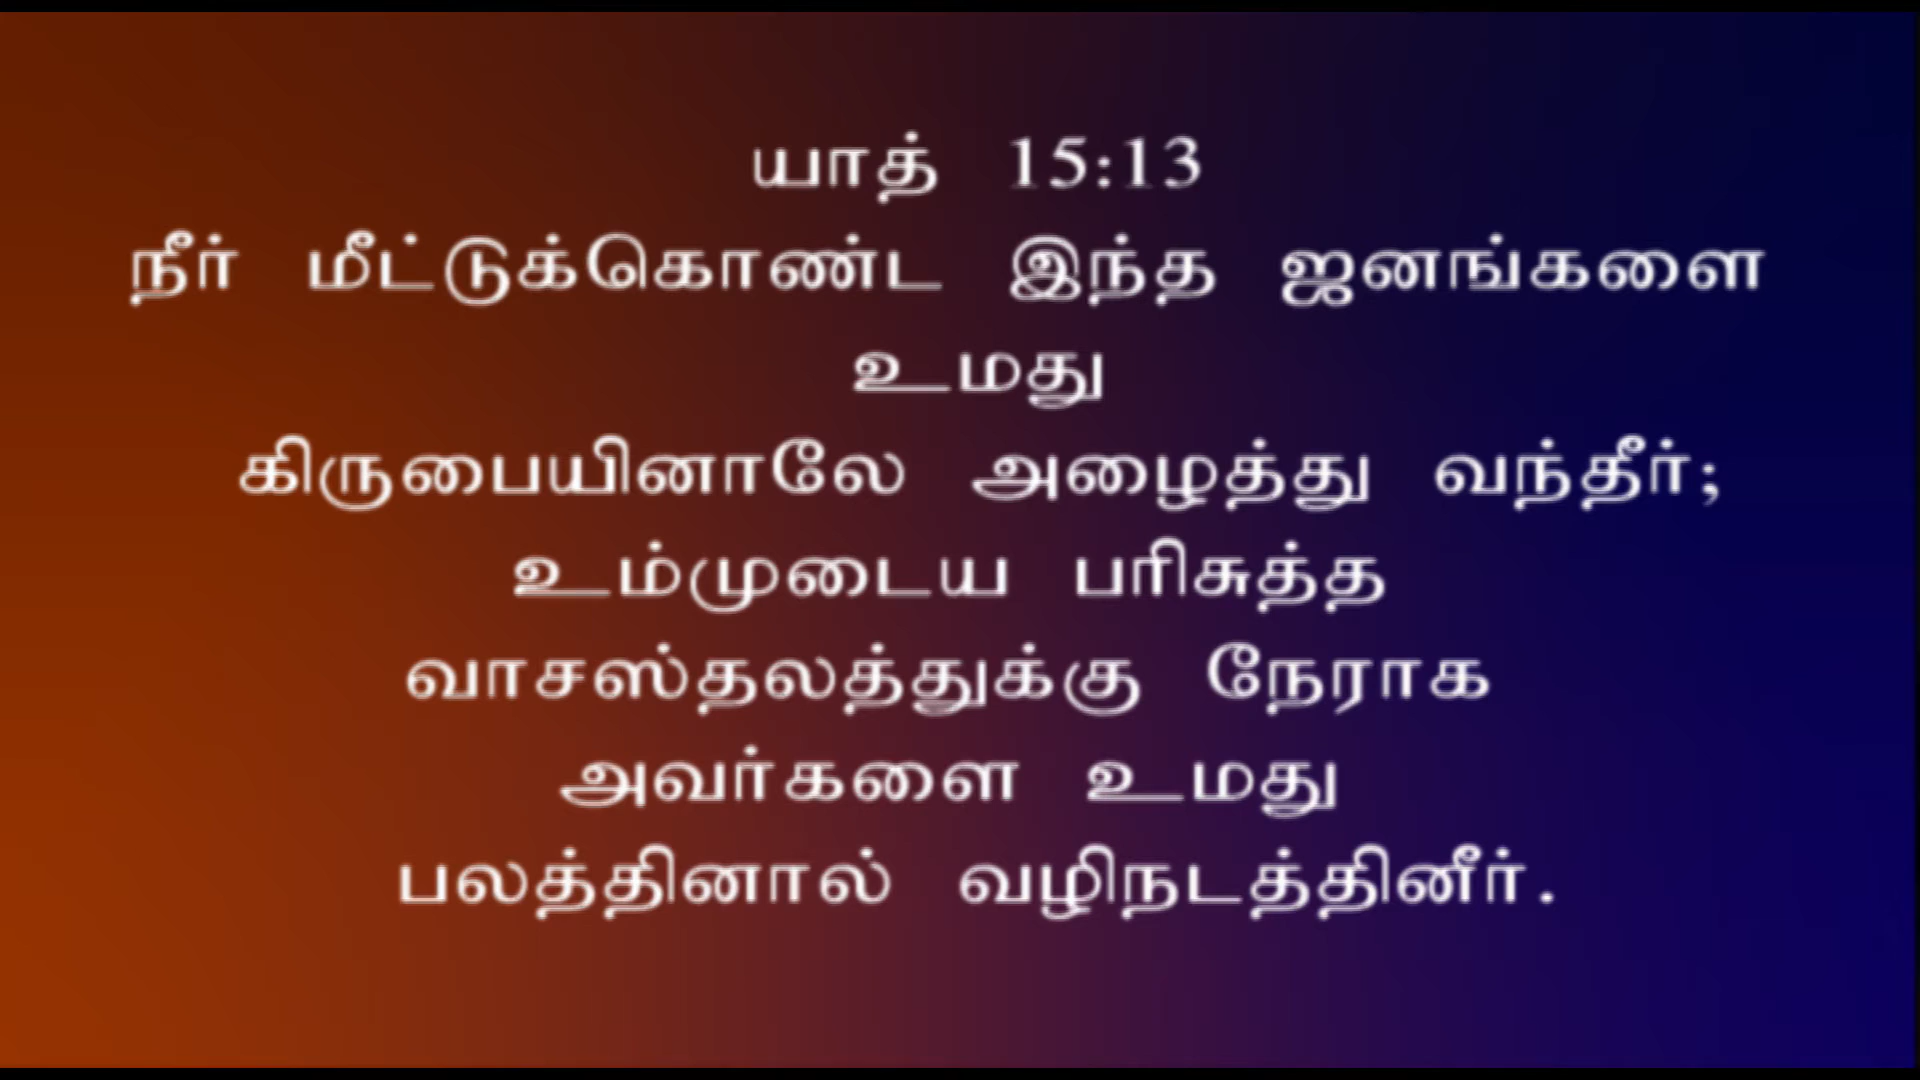 யாத் 15:13
நீர் மீட்டுக்கொண்ட இந்த ஜனங்களை
உமது
கிருபையினாலே அழைத்து வந்தீர்;
உம்முடைய பரிசுத்த
வாசஸ்தலத்துக்கு நேராக
அவர்களை உமது
பலத்தினால் வழிநடத்தினீர்.